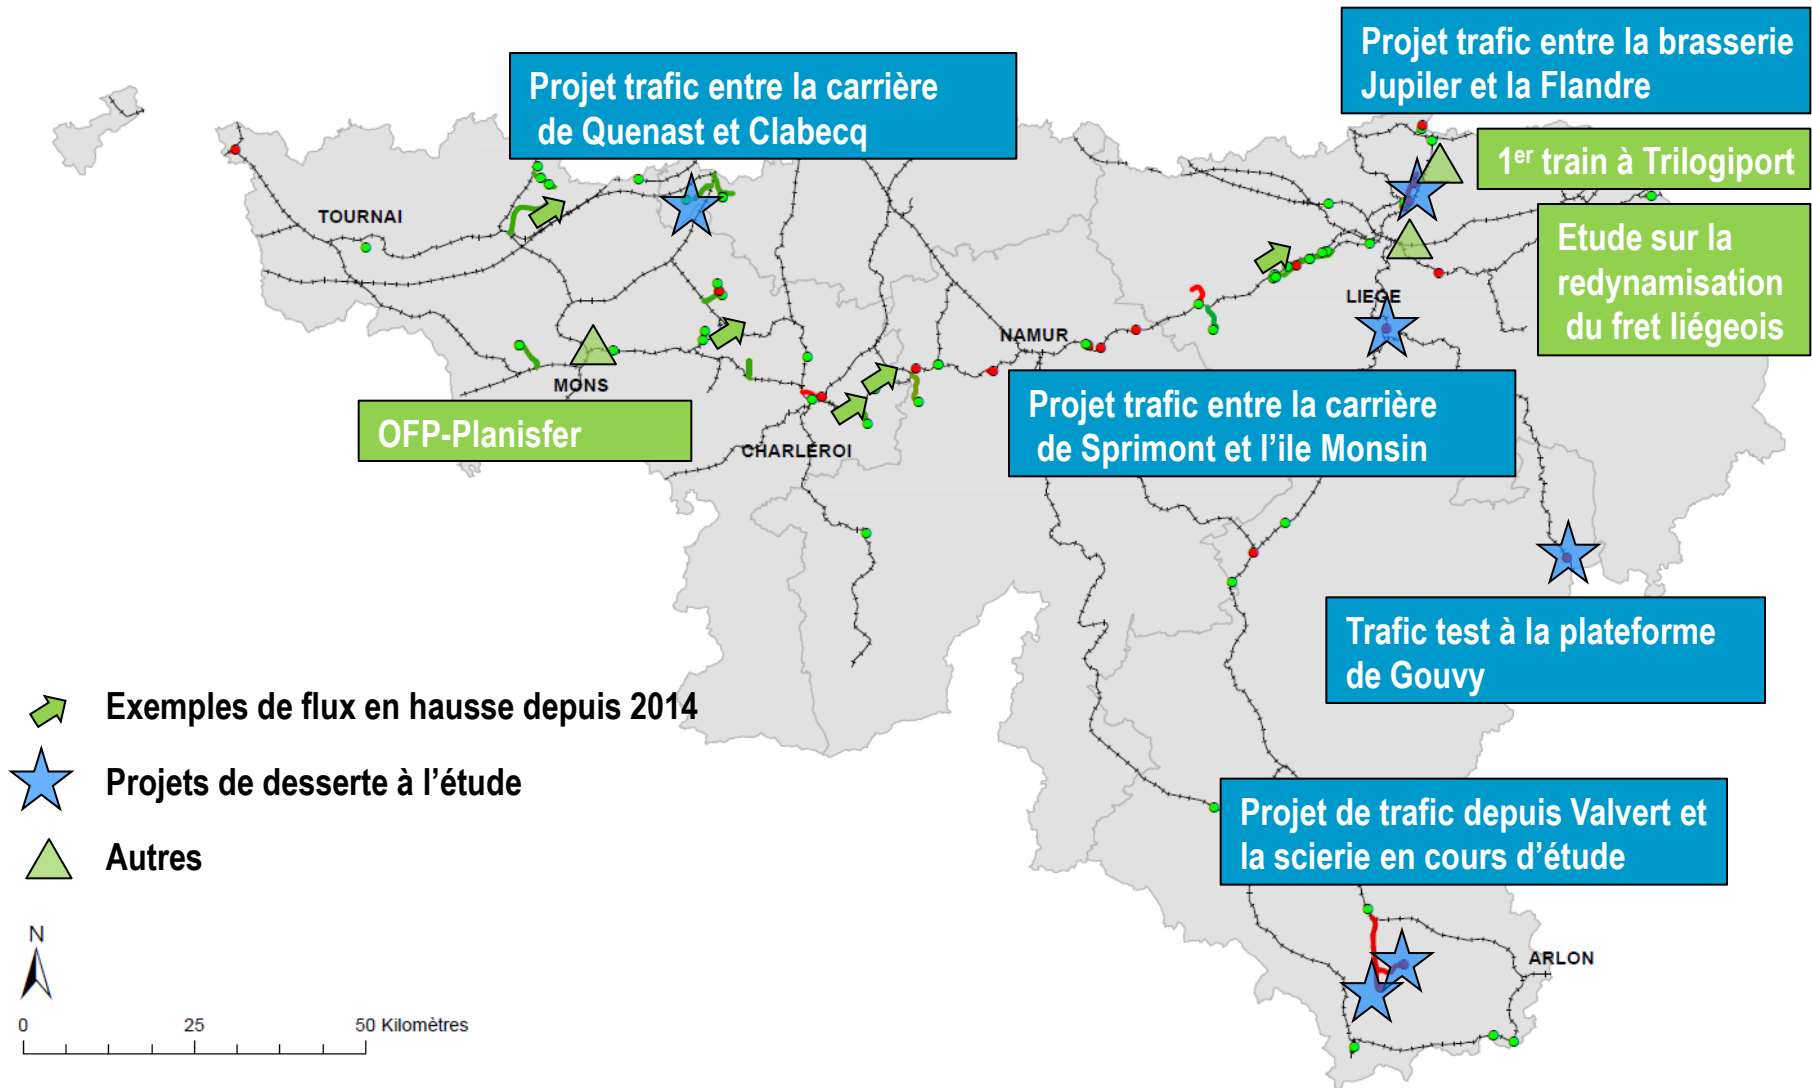 Projet trafic entre la brasserie
Jupiler et la Flandre
Projet trafic entre la carrière
de Quenast et Clabecq
1er train à Trilogiport
Etude sur la
redynamisation
du fret liégeois
TOURNAI
LIEGE
NAMUR
MONS
OFP-Planisfer
CHARLEROI
Projet trafic entre la carrière
de Sprimont et l’ile Monsin
Trafic test à la plateforme
de Gouvy
Exemples de flux en hausse depuis 2014
Projets de desserte à l’étude
Autres
Projet de trafic depuis Valvert et
la scierie en cours d’étude
ARLON
N
0 25 50 Kilomètres